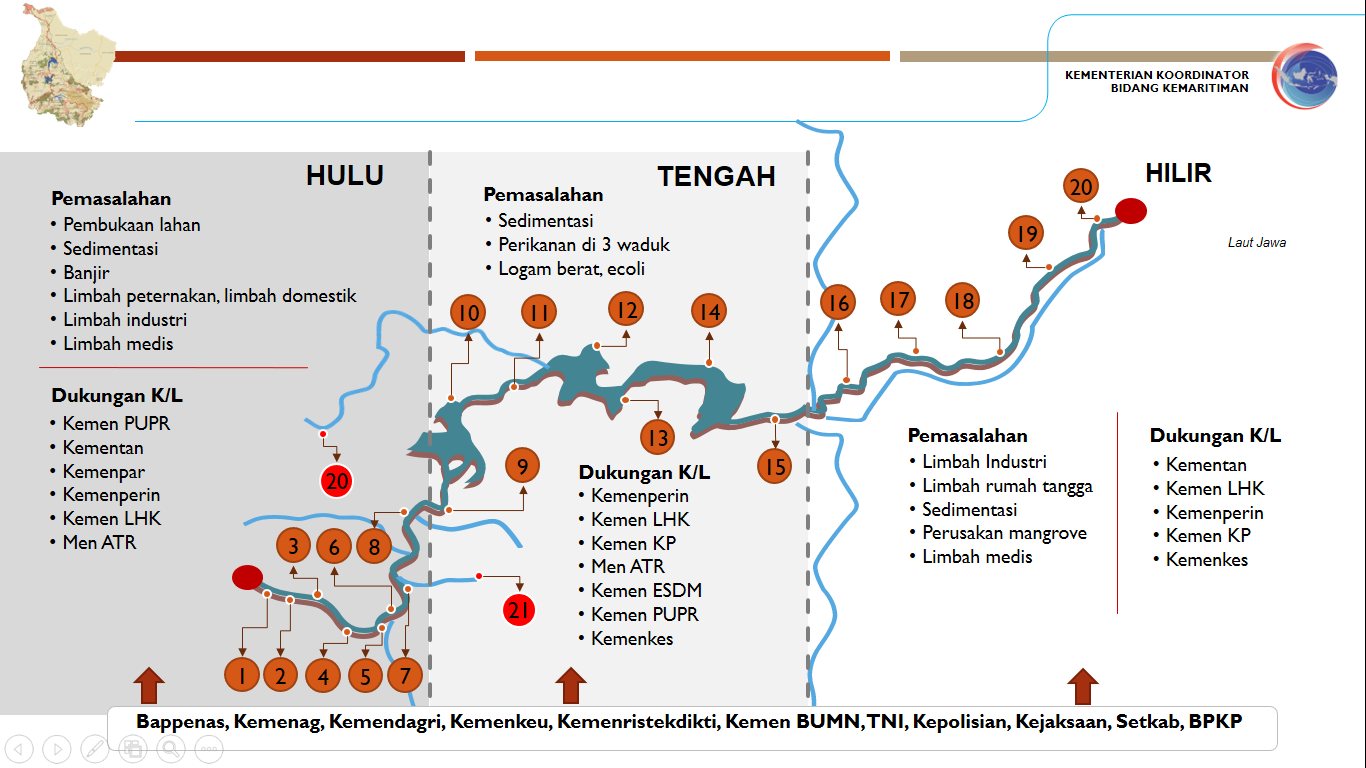 KEMENTERIAN KOORDINATOR
BIDANG KEMARITIMAN
HULU
Pemasalahan
• Pembukaan lahan
• Sedimentasi
• Banjir
• Limbah peternakan, limbah domestik
• Limbah industri
• Limbah medis
Dukungan K/L
• Kemen PUPR
• Kementan
• Kemenpar
• Kemenperin
• Kemen LHK
• Men ATR
20
3
6
8
1
2
4
5
7
TENGAH
Pemasalahan
• Sedimentasi
• Perikanan di 3 waduk
• Logam berat, ecoli
10
11
12
14
13
15
9
21
Dukungan K/L
• Kemenperin
• Kemen LHK
• Kemen KP
• Men ATR
• Kemen ESDM
• Kemen PUPR
• Kemenkes
HILIR
20
19
Laut Jawa
16
17
18
Pemasalahan
• Limbah Industri
• Limbah rumah tangga
• Sedimentasi
• Perusakan mangrove
• Limbah medis
Dukungan K/L
• Kementan
• Kemen LHK
• Kemenperin
• Kemen KP
• Kemenkes
Bappenas, Kemenag, Kemendagri, Kemenkeu, Kemenristekdikti, Kemen BUMN, TNI, Kepolisian, Kejaksaan, Setkab, BPKP